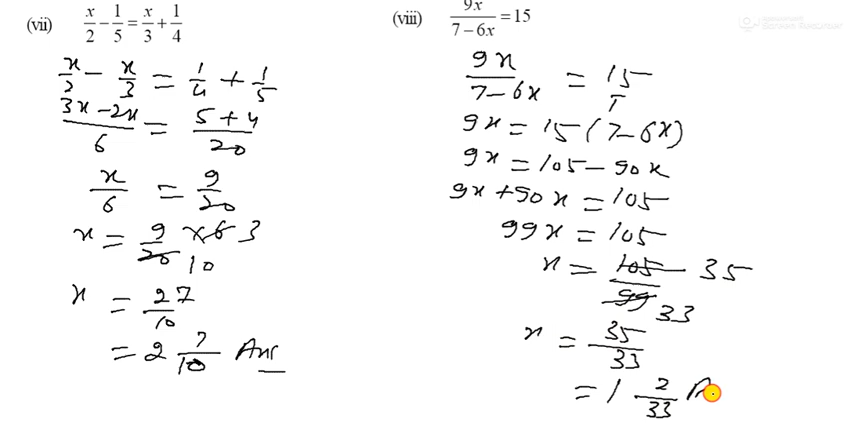 (vii) x/2 − 1/5 = x/3 + 1/4
x/2 − x/3 = 1/4 + 1/5
3x − 2x/6 = 5 + 4/20
x/6 = 9/20
x = 9/20 × 6 3
10
x = 27/10
= 2 7/10 Ans
(viii) 9x/7 − 6x = 15
9x/7 − 6x = 15/1
9x = 15(7 − 6x)
9x = 105 − 90x
9x + 90x = 105
99x = 105
x = 105/99 35
33
x = 35/33
= 1 2/33 A
Screen Recorder